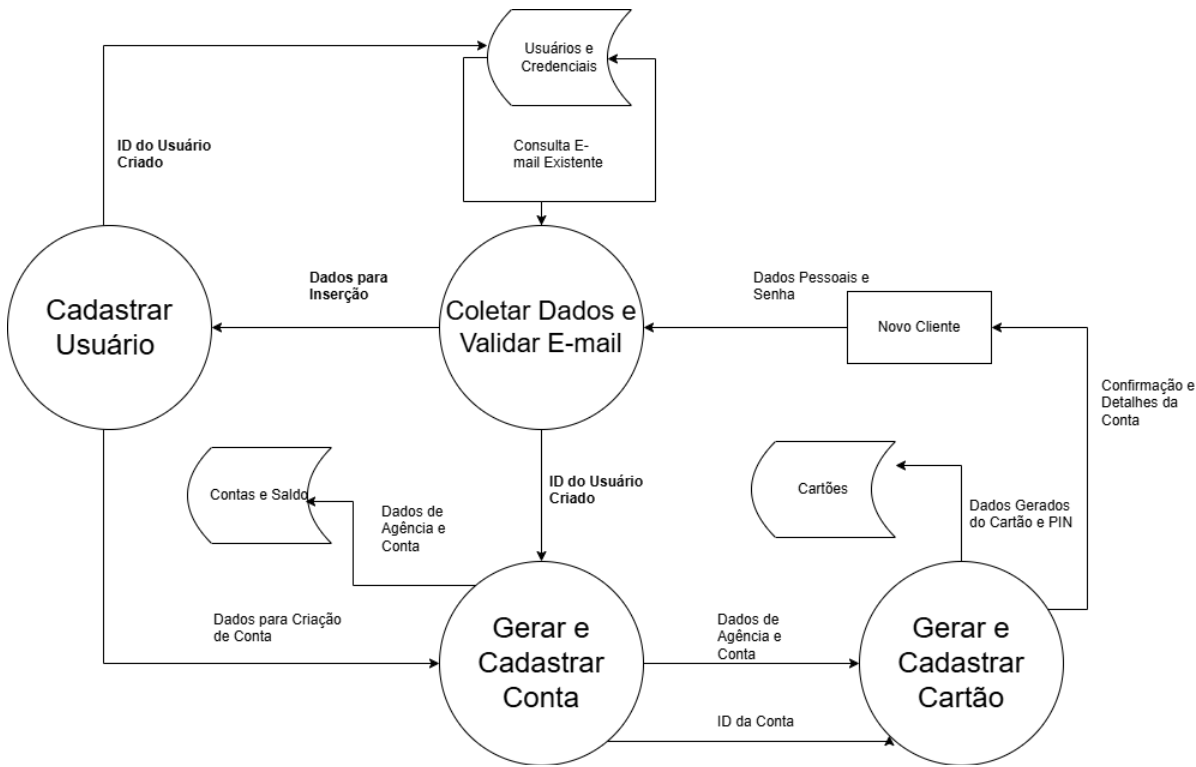 Usuários e
Credenciais
ID do Usuário
Criado
Consulta E-
mail Existente
Dados para
Inserção
Dados Pessoais e
Senha
Cadastrar
Usuário
Coletar Dados e
Validar E-mail
Novo Cliente
Confirmação e
Detalhes da
Conta
Contas e Saldo
ID do Usuário
Criado
Cartões
Dados de
Agência e
Conta
Dados Gerados
do Cartão e PIN
Dados para Criação
de Conta
Gerar e
Cadastrar
Conta
Dados de
Agência e
Conta
Gerar e
Cadastrar
Cartão
ID da Conta